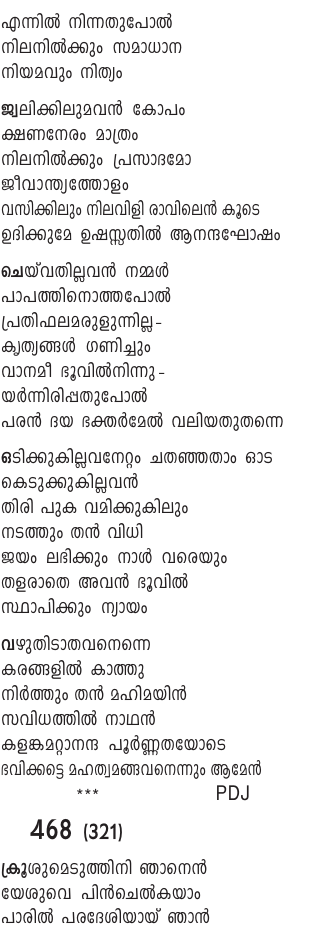 എന്നിൽ നിന്നതുപോൽ
നിലനിൽക്കും സമാധാന
നിയമവും നിത്യം
ജ്വലിക്കിലുമവൻ കോപം
ക്ഷണനേരം മാത്രം
നിലനിൽക്കും പ്രസാദമോ
ജീവാന്ത്യത്തോളം
വസിക്കിലും നിലവിളി രാവിലെൻ കൂടെ
ഉദിക്കുമേ ഉഷസ്സതിൽ ആനന്ദഘോഷം
ചെയ്‌വതില്ലവൻ നമ്മൾ
പാപത്തിനൊത്തപോൽ
പ്രതിഫലമരുളുന്നില്ല-
കൃത്യങ്ങൾ ഗണിച്ചും
വാനമീ ഭൂവിൽനിന്നു-
യർന്നിരിപ്പതുപോൽ
പരൻ ദയ ഭക്തർമേൽ വലിയതുതന്നെ
ഒടിക്കുകില്ലവനേറ്റം ചതഞ്ഞതാം ഓട
കെടുക്കുകില്ലവൻ
തിരി പുക വമിക്കുകിലും
നടത്തും തൻ വിധി
ജയം ലഭിക്കും നാൾ വരെയും
തളരാതെ അവൻ ഭൂവിൽ
സ്ഥാപിക്കും ന്യായം
വഴുതിടാതവനെന്നെ
കരങ്ങളിൽ കാത്തു
നിർത്തും തൻ മഹിമയിൻ
സവിധത്തിൽ നാഥൻ
കളങ്കമറ്റാനന്ദ പൂർണ്ണതയോടെ
ഭവിക്കട്ടെ മഹത്വമങ്ങവനെന്നും ആമേൻ
*** PDJ
468 (321)
ക്രൂശുമെടുത്തിനി ഞാനെൻ
യേശുവെ പിൻചെൽകയാം
പാരിൽ പരദേശിയായ് ഞാൻ